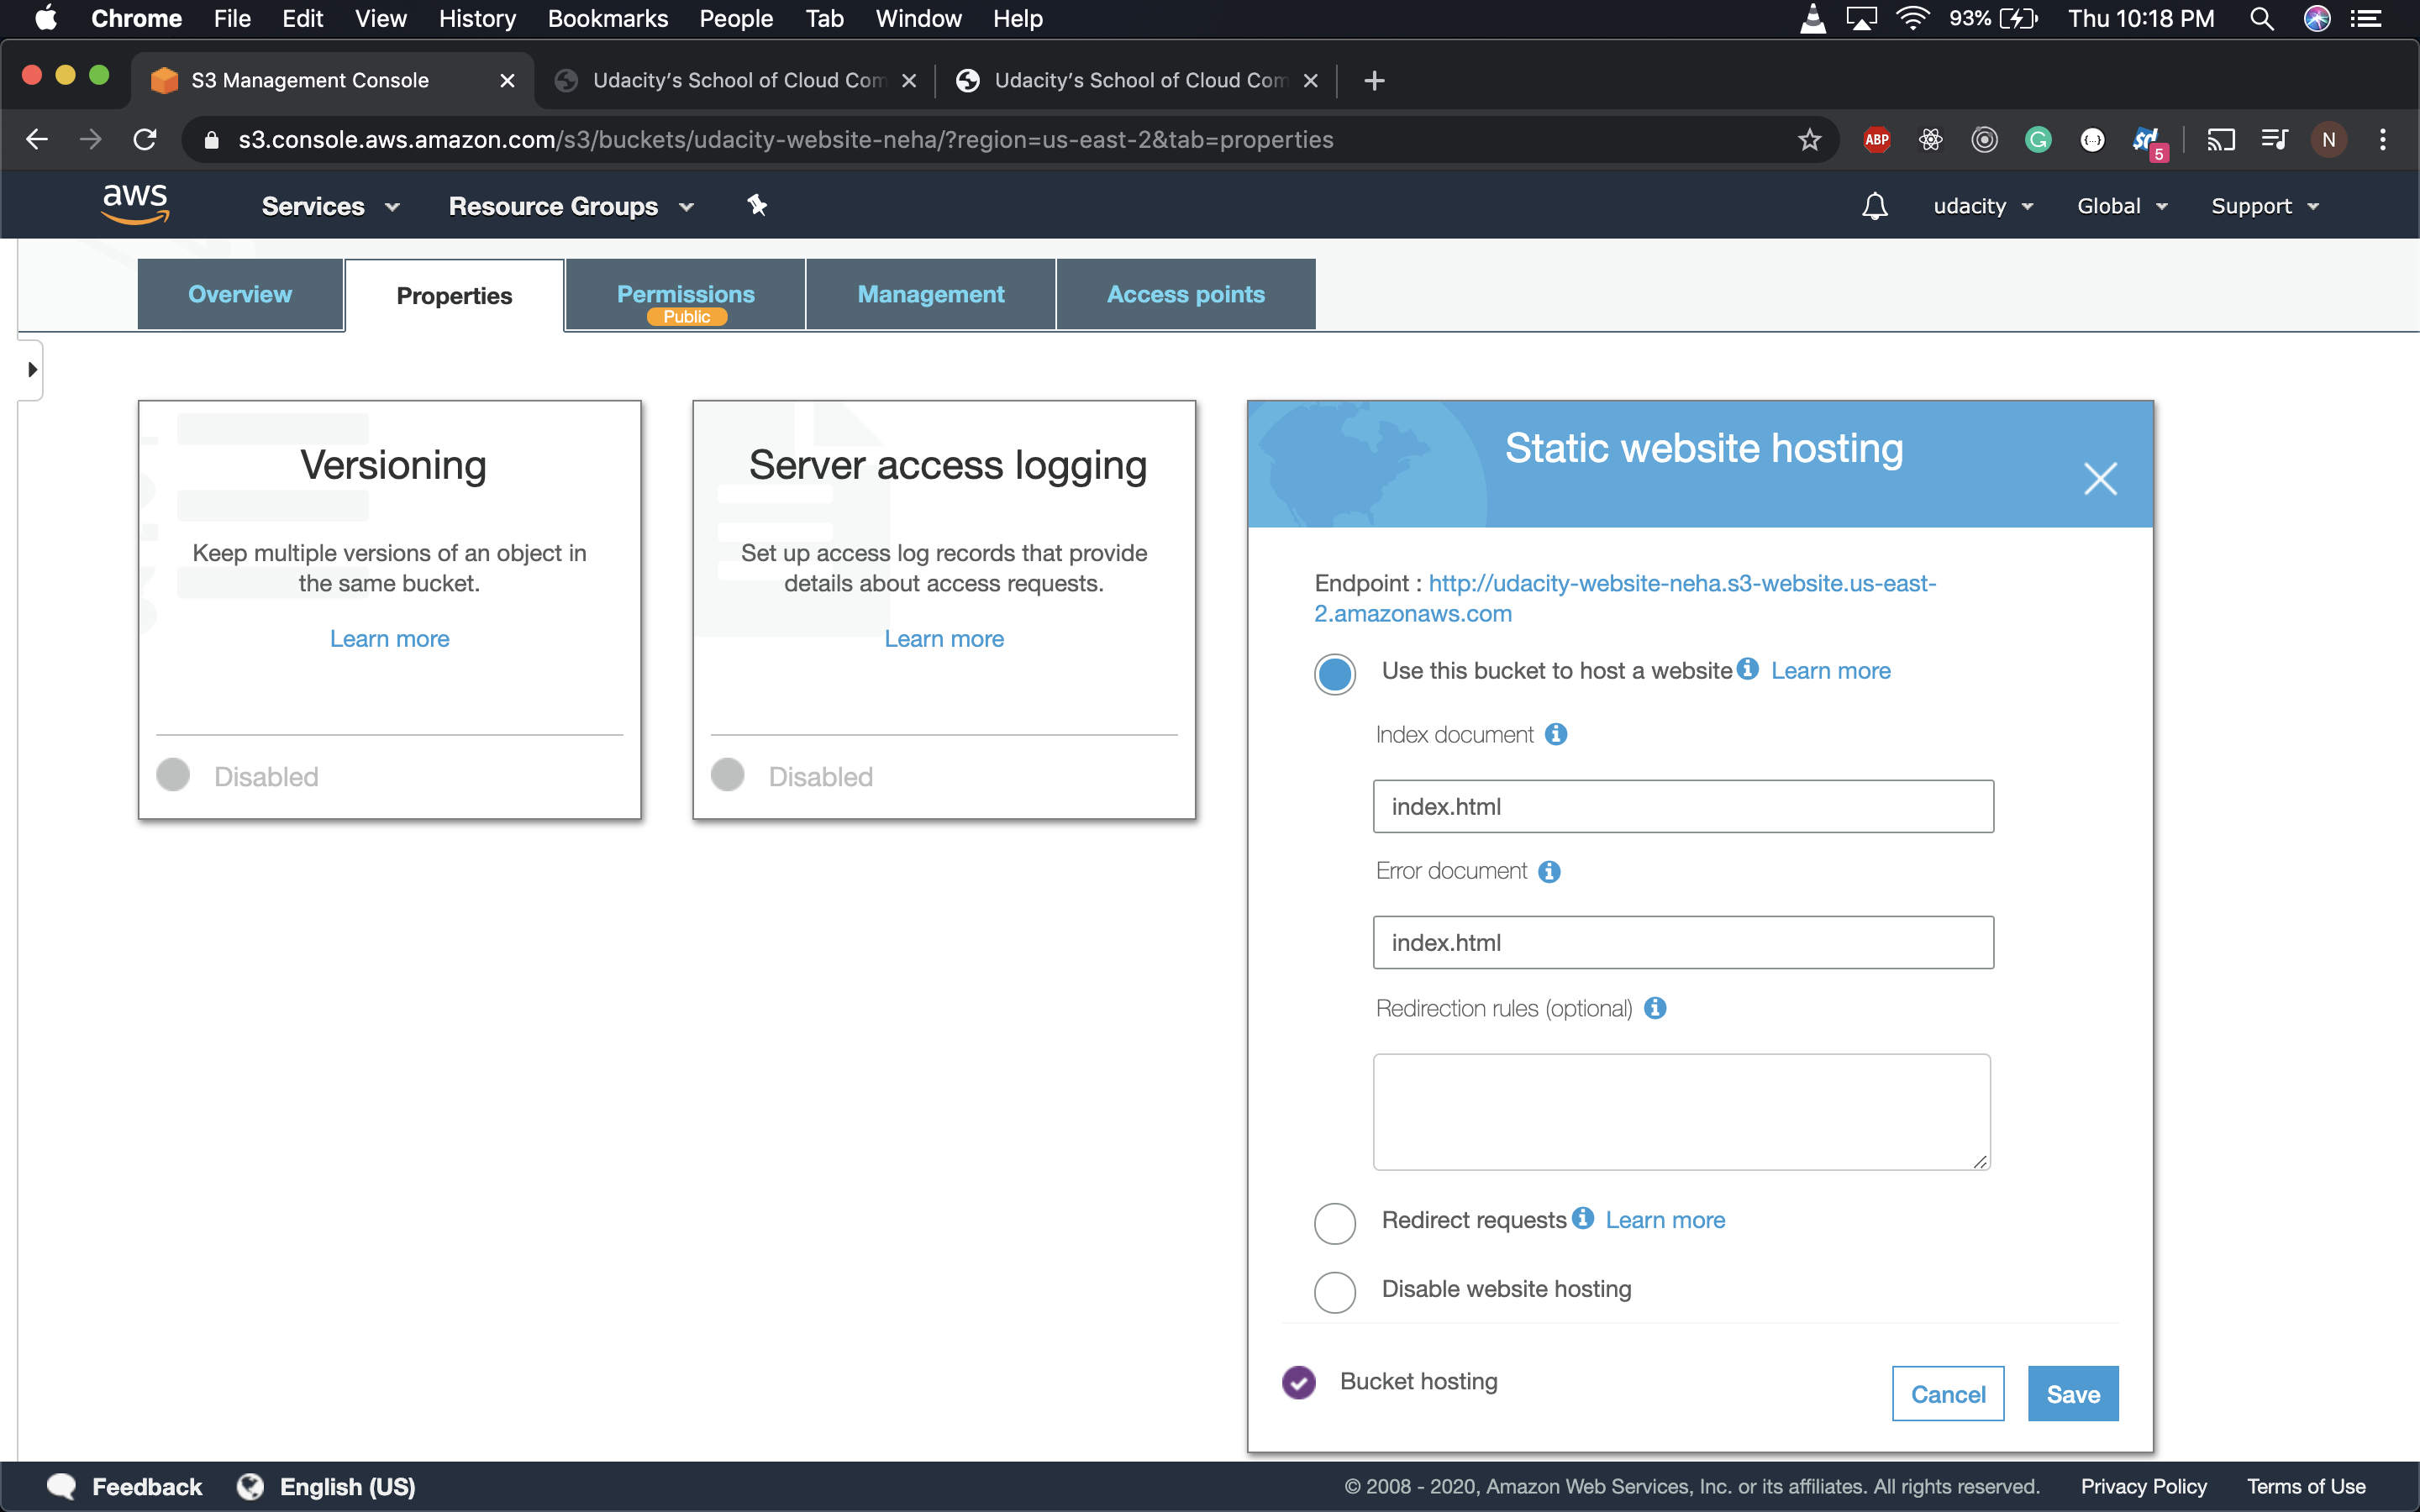 Chrome File Edit View History Bookmarks People Tab Window Help 93% Thu 10:18 PM
S3 Management Console Udacity's School of Cloud Com Udacity's School of Cloud Com
s3.console.aws.amazon.com/s3/buckets/udacity-website-neha/?region=us-east-2&tab=properties ABP G {...} sd 5 N
aws Services Resource Groups udacity Global Support
Overview Properties Permissions Management Access points
Public
Versioning
Keep multiple versions of an object in
the same bucket.
Learn more
Disabled
Server access logging
Set up access log records that provide
details about access requests.
Learn more
Disabled
Static website hosting
Endpoint : http://udacity-website-neha.s3-website.us-east-
2.amazonaws.com
Use this bucket to host a website Learn more
Index document
index.html
Error document
index.html
Redirection rules (optional)
Redirect requests Learn more
Disable website hosting
Bucket hosting Cancel Save
Feedback English (US) © 2008 - 2020, Amazon Web Services, Inc. or its affiliates. All rights reserved. Privacy Policy Terms of Use